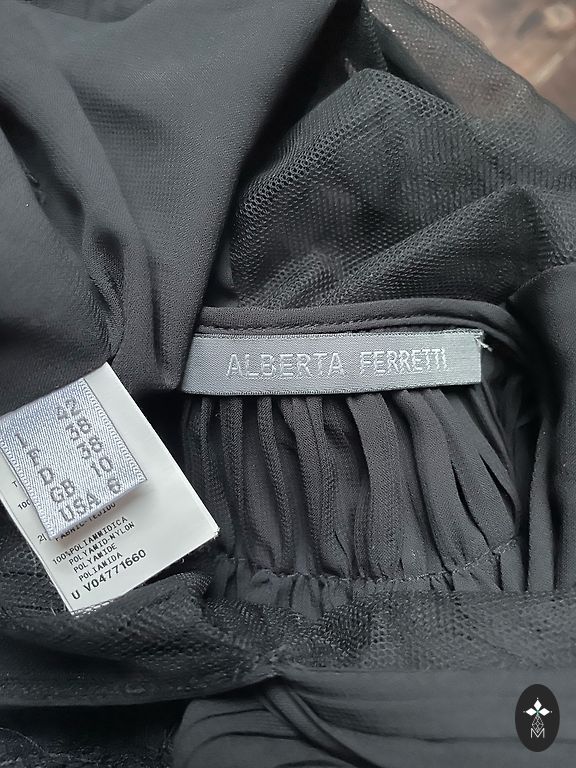 ALBERTA FERRETTI
I 42
F 38
D 38
GB 10
USA 6
100%POLIAMMIDICA
POLYAMID-NYLON
POLYAMIDE
POLIAMIDA
U V04771660
M